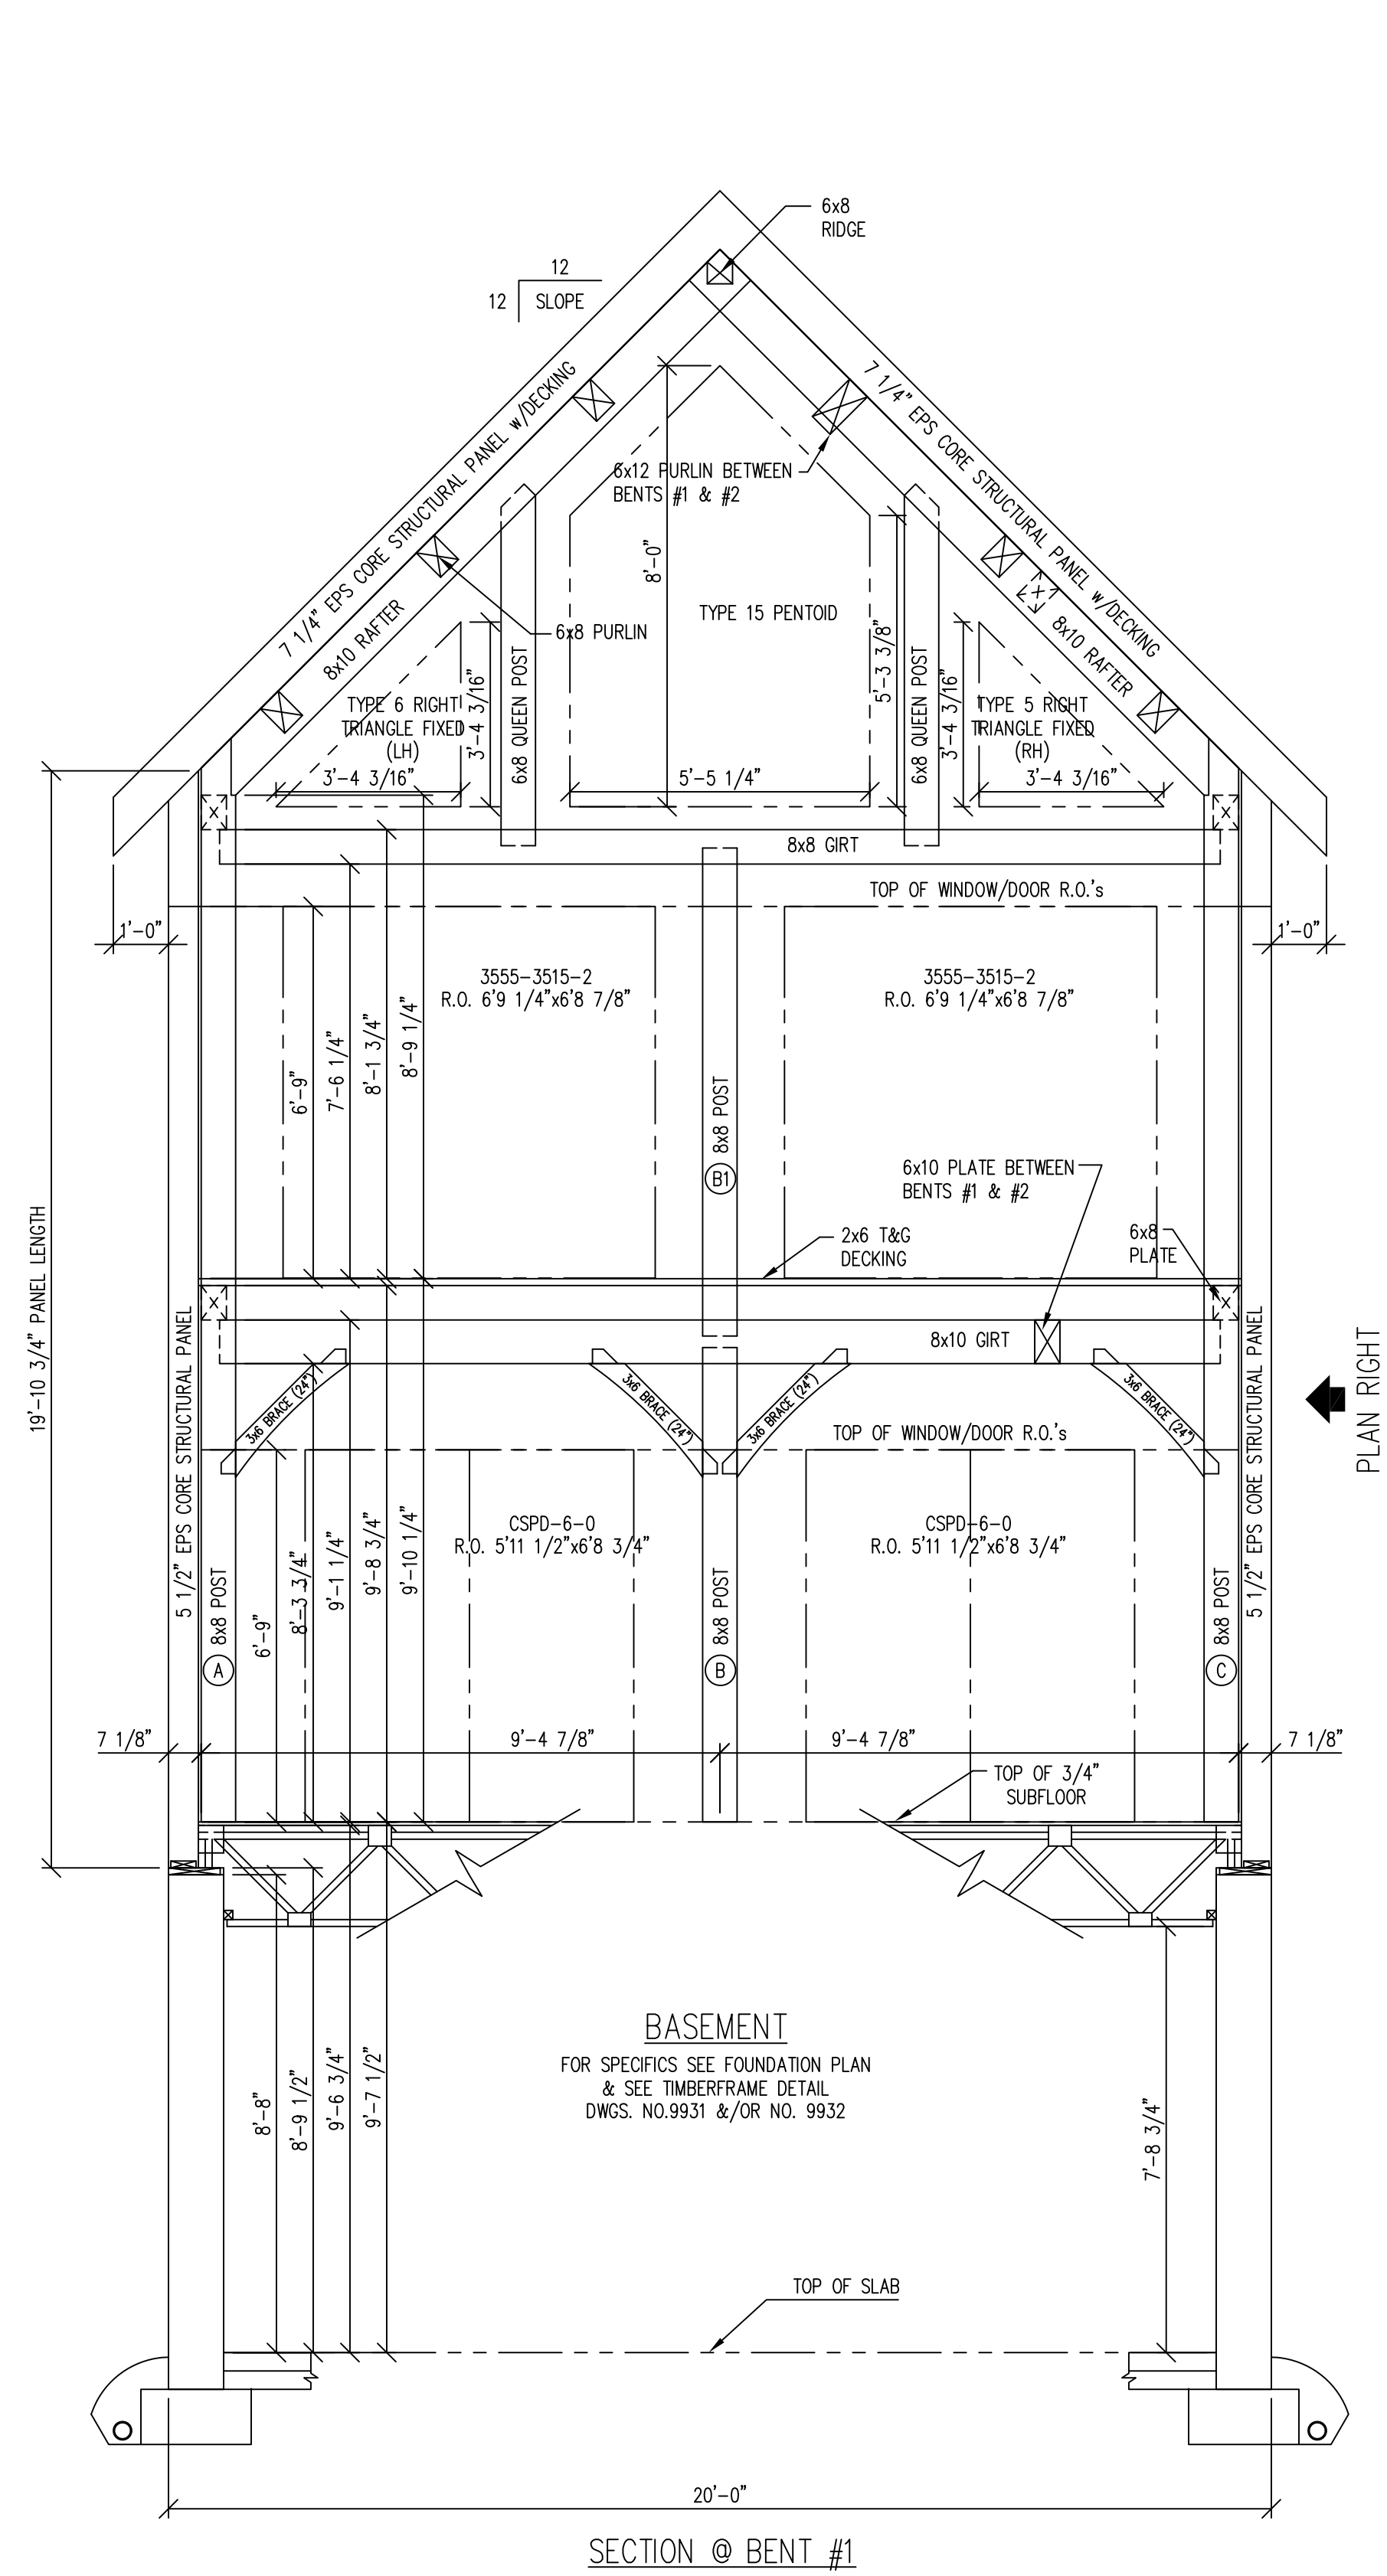 6x8
RIDGE
12
12 SLOPE
7 1/4" EPS CORE STRUCTURAL PANEL w/DECKING
7 1/4" EPS CORE STRUCTURAL PANEL w/DECKING
6x12 PURLIN BETWEEN
BENTS #1 & #2
8'-0"
TYPE 15 PENTOID
6x8 PURLIN
8x10 RAFTER
8x10 RAFTER
5'-3 3/8"
6x8 QUEEN POST
6x8 QUEEN POST
3'-4 3/16"
3'-4 3/16"
TYPE 6 RIGHT
TRIANGLE FIXED
(LH)
3'-4 3/16"
TYPE 5 RIGHT
TRIANGLE FIXED
(RH)
3'-4 3/16"
5'-5 1/4"
8x8 GIRT
TOP OF WINDOW/DOOR R.O.'s
1'-0"
1'-0"
3555-3515-2
R.O. 6'9 1/4"x6'8 7/8"
3555-3515-2
R.O. 6'9 1/4"x6'8 7/8"
6'-9"
7'-6 1/4"
8'-1 3/4"
8'-9 1/4"
8x8 POST
B1
6x10 PLATE BETWEEN
BENTS #1 & #2
2x6 T&G
DECKING
6x8
PLATE
19'-10 3/4" PANEL LENGTH
8x10 GIRT
3x6 BRACE (24")
3x6 BRACE (24")
3x6 BRACE (24")
3x6 BRACE (24")
PLAN RIGHT
TOP OF WINDOW/DOOR R.O.'s
5 1/2" EPS CORE STRUCTURAL PANEL
5 1/2" EPS CORE STRUCTURAL PANEL
CSPD-6-0
R.O. 5'11 1/2"x6'8 3/4"
CSPD-6-0
R.O. 5'11 1/2"x6'8 3/4"
6'-9"
8'-3 3/4"
9'-1 1/4"
9'-8 3/4"
9'-10 1/4"
A 8x8 POST
B 8x8 POST
C 8x8 POST
7 1/8"
9'-4 7/8"
9'-4 7/8"
7 1/8"
TOP OF 3/4"
SUBFLOOR
BASEMENT
FOR SPECIFICS SEE FOUNDATION PLAN
& SEE TIMBERFRAME DETAIL
DWGS. NO.9931 &/OR NO. 9932
8'-8"
8'-9 1/2"
9'-6 3/4"
9'-7 1/2"
7'-8 3/4"
TOP OF SLAB
20'-0"
SECTION @ BENT #1